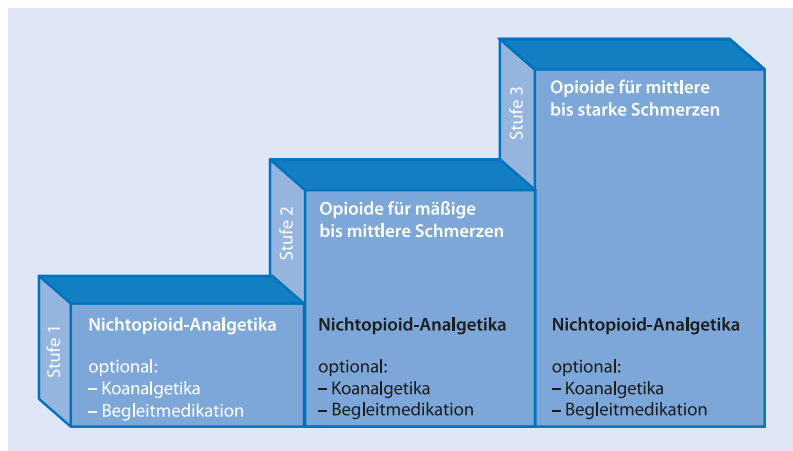 Stufe 1
Nichtopioid-Analgetika
optional:
– Koanalgetika
– Begleitmedikation
Stufe 2
Opioide für mäßige
bis mittlere Schmerzen
Nichtopioid-Analgetika
optional:
– Koanalgetika
– Begleitmedikation
Stufe 3
Opioide für mittlere
bis starke Schmerzen
Nichtopioid-Analgetika
optional:
– Koanalgetika
– Begleitmedikation